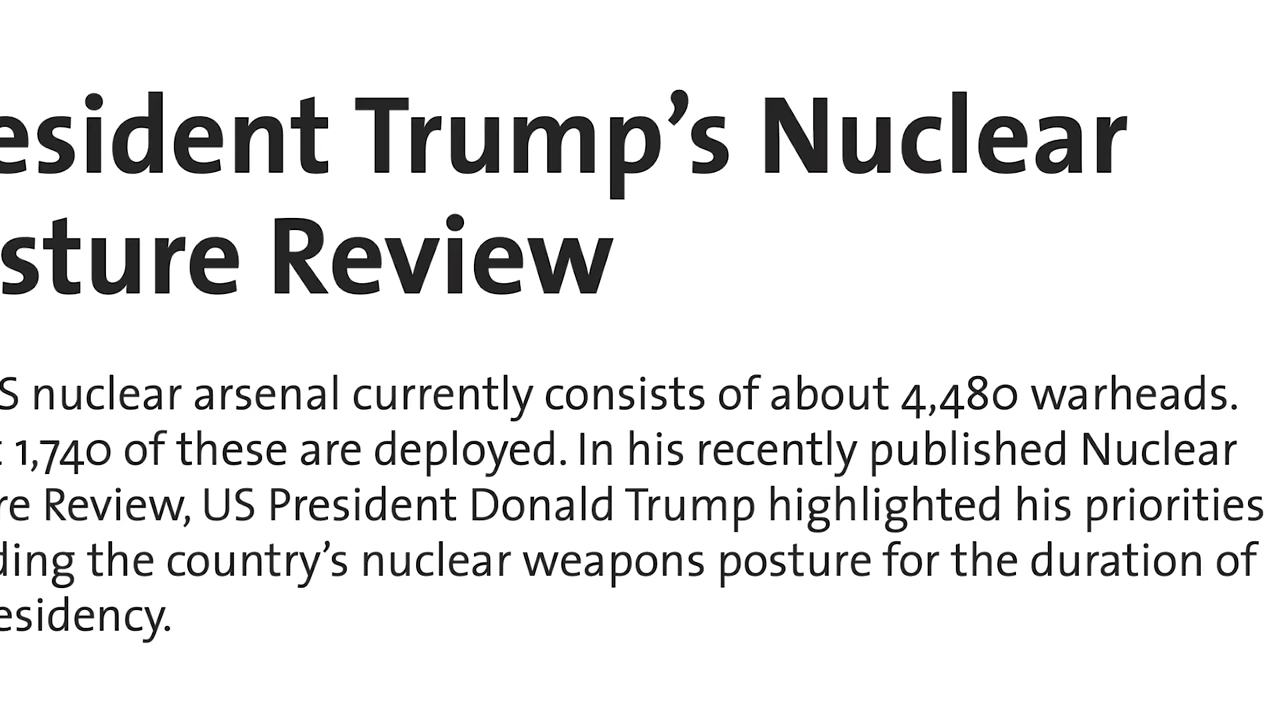 esident Trump’s Nuclear
sture Review
S nuclear arsenal currently consists of about 4,480 warheads.
t 1,740 of these are deployed. In his recently published Nuclear
re Review, US President Donald Trump highlighted his priorities
ding the country’s nuclear weapons posture for the duration of
esidency.